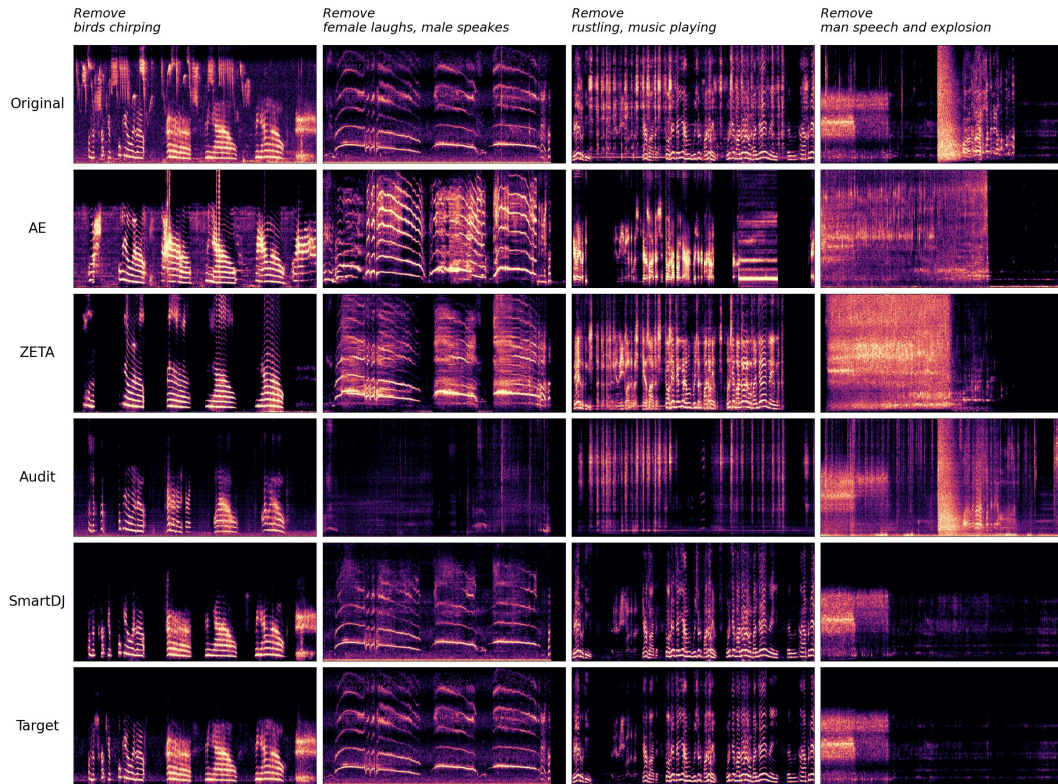 Remove
birds chirping
Remove
female laughs, male speakes
Remove
rustling, music playing
Remove
man speech and explosion
Original
AE
ZETA
Audit
SmartDJ
Target